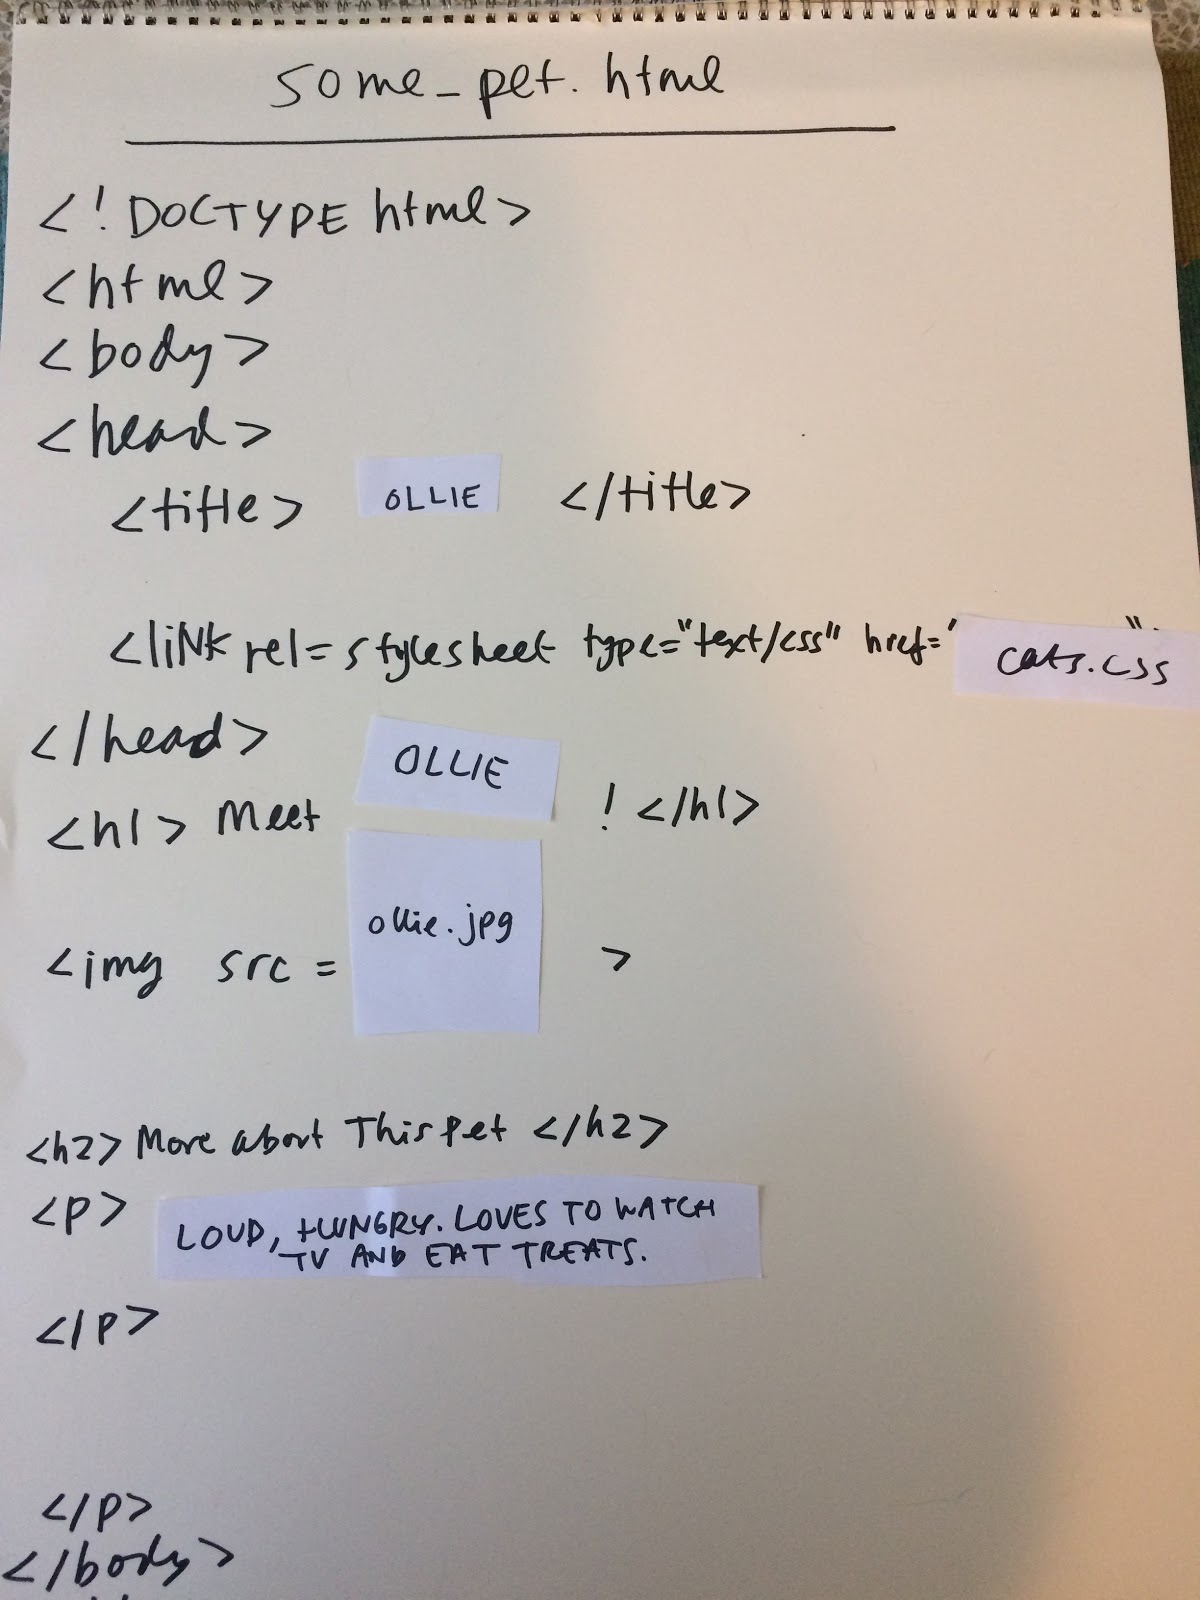 some_pet.html
<!DOCTYPE html>
<html>
<body>
<head>
<title> OLLIE </title>
<link rel=stylesheet type="text/css" href="cats.css"
</head>
<h1> Meet OLLIE ! </h1>
<img src = ollie.jpg >
<h2> More about This Pet </h2>
<p> LOUD, HUNGRY. LOVES TO WATCH
TV AND EAT TREATS.
</p>
</p>
</body>